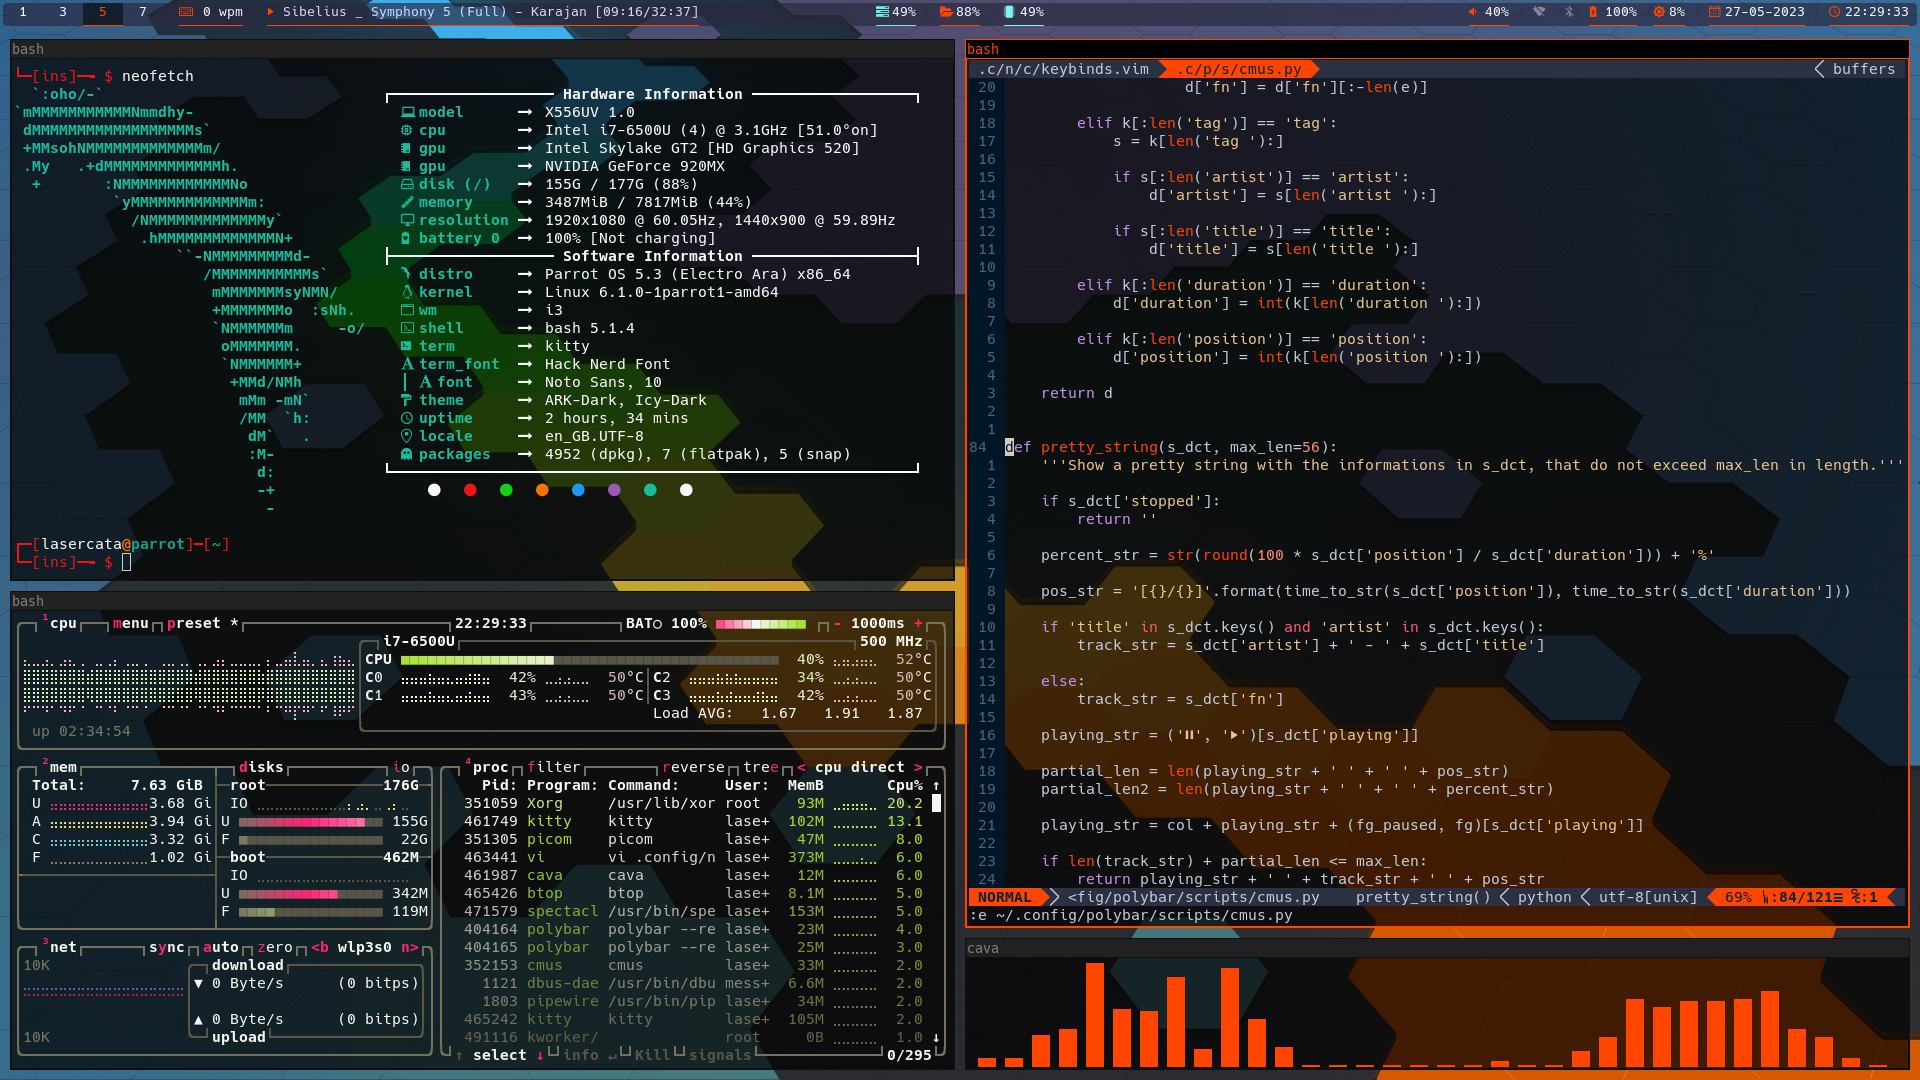 1 3 5 7 0 wpm Sibelius _ Symphony 5 (Full) - Karajan [09:16/32:37] 49% 88% 49% 40% 100% 8% 27-05-2023 22:29:33
bash
└─[ins]── $ neofetch
`:oho/-`
`mMMMMMMMMMMMNmmdhy-
dMMMMMMMMMMMMMMMMMMs`
+MMsohNMMMMMMMMMMMMMm/
.My   .+dMMMMMMMMMMMMMh.
+       :NMMMMMMMMMMMMNo
`yMMMMMMMMMMMMMm:
/NMMMMMMMMMMMMMy`
.hMMMMMMMMMMMMMN+
``-NMMMMMMMMMd-
/MMMMMMMMMMMs`
mMMMMMMMsyNMN/
+MMMMMMMo  :sNh.
`NMMMMMMm     -o/
oMMMMMMM.
`NMMMMMM+
+MMd/NMh
mMm -mN`
/MM  `h:
dM`   .
:M-
d:
-+
-
Hardware Information
model → X556UV 1.0
cpu → Intel i7-6500U (4) @ 3.1GHz [51.0°on]
gpu → Intel Skylake GT2 [HD Graphics 520]
gpu → NVIDIA GeForce 920MX
disk (/) → 155G / 177G (88%)
memory → 3487MiB / 7817MiB (44%)
resolution → 1920x1080 @ 60.05Hz, 1440x900 @ 59.89Hz
battery 0 → 100% [Not charging]
Software Information
distro → Parrot OS 5.3 (Electro Ara) x86_64
kernel → Linux 6.1.0-1parrot1-amd64
wm → i3
shell → bash 5.1.4
term → kitty
term_font → Hack Nerd Font
font → Noto Sans, 10
theme → ARK-Dark, Icy-Dark
uptime → 2 hours, 34 mins
locale → en_GB.UTF-8
packages → 4952 (dpkg), 7 (flatpak), 5 (snap)
┌─[lasercata@parrot]─[~]
└─[ins]── $
bash
¹cpu menu preset * 22:29:33 BAT○ 100% - 1000ms +
i7-6500U 500 MHz
CPU 40% 52°C
C0 42% 50°C C2 34% 50°C
C1 43% 50°C C3 42% 50°C
Load AVG: 1.67 1.91 1.87
up 02:34:54
²mem disks io
Total: 7.63 GiB root 176G
U 3.68 Gi IO
A 3.94 Gi U 155G
C 3.32 Gi F 22G
F 1.02 Gi boot 462M
IO
U 342M
F 119M
³net sync auto zero <b wlp3s0 n>
10K download
▼ 0 Byte/s (0 bitps)
▲ 0 Byte/s (0 bitps)
10K upload
⁴proc filter reverse tree < cpu direct >
Pid: Program: Command: User: MemB Cpu% ↑
351059 Xorg /usr/lib/xor root 93M 20.2
461749 kitty kitty lase+ 102M 13.1
351305 picom picom lase+ 47M 8.0
463441 vi vi .config/n lase+ 373M 6.0
461987 cava cava lase+ 12M 6.0
465426 btop btop lase+ 8.1M 5.0
471579 spectacl /usr/bin/spe lase+ 153M 5.0
404164 polybar polybar --re lase+ 23M 4.0
404165 polybar polybar --re lase+ 25M 3.0
352153 cmus cmus lase+ 33M 2.0
1121 dbus-dae /usr/bin/dbu mess+ 6.6M 2.0
1803 pipewire /usr/bin/pip lase+ 34M 2.0
465242 kitty kitty lase+ 105M 2.0
491116 kworker/ root 0B 1.0 ↓
↑ select ↓ info ↵ Kill signals 0/295
bash
.c/n/c/keybinds.vim .c/p/s/cmus.py buffers
20 d['fn'] = d['fn'][:-len(e)]
19
18 elif k[:len('tag')] == 'tag':
17 s = k[len('tag '):]
16
15 if s[:len('artist')] == 'artist':
14 d['artist'] = s[len('artist '):]
13
12 if s[:len('title')] == 'title':
11 d['title'] = s[len('title '):]
10
9 elif k[:len('duration')] == 'duration':
8 d['duration'] = int(k[len('duration '):])
7
6 elif k[:len('position')] == 'position':
5 d['position'] = int(k[len('position '):])
4
3 return d
2
1
84 def pretty_string(s_dct, max_len=56):
1 '''Show a pretty string with the informations in s_dct, that do not exceed max_len in length.'''
2
3 if s_dct['stopped']:
4 return ''
5
6 percent_str = str(round(100 * s_dct['position'] / s_dct['duration'])) + '%'
7
8 pos_str = '[{}/{}]'.format(time_to_str(s_dct['position']), time_to_str(s_dct['duration']))
9
10 if 'title' in s_dct.keys() and 'artist' in s_dct.keys():
11 track_str = s_dct['artist'] + ' - ' + s_dct['title']
12
13 else:
14 track_str = s_dct['fn']
15
16 playing_str = ('⏸', '▶')[s_dct['playing']]
17
18 partial_len = len(playing_str + ' ' + ' ' + pos_str)
19 partial_len2 = len(playing_str + ' ' + ' ' + percent_str)
20
21 playing_str = col + playing_str + (fg_paused, fg)[s_dct['playing']]
22
23 if len(track_str) + partial_len <= max_len:
24 return playing_str + ' ' + track_str + ' ' + pos_str
NORMAL <fig/polybar/scripts/cmus.py pretty_string() python utf-8[unix] 69% :84/121≡ :1
:e ~/.config/polybar/scripts/cmus.py
cava